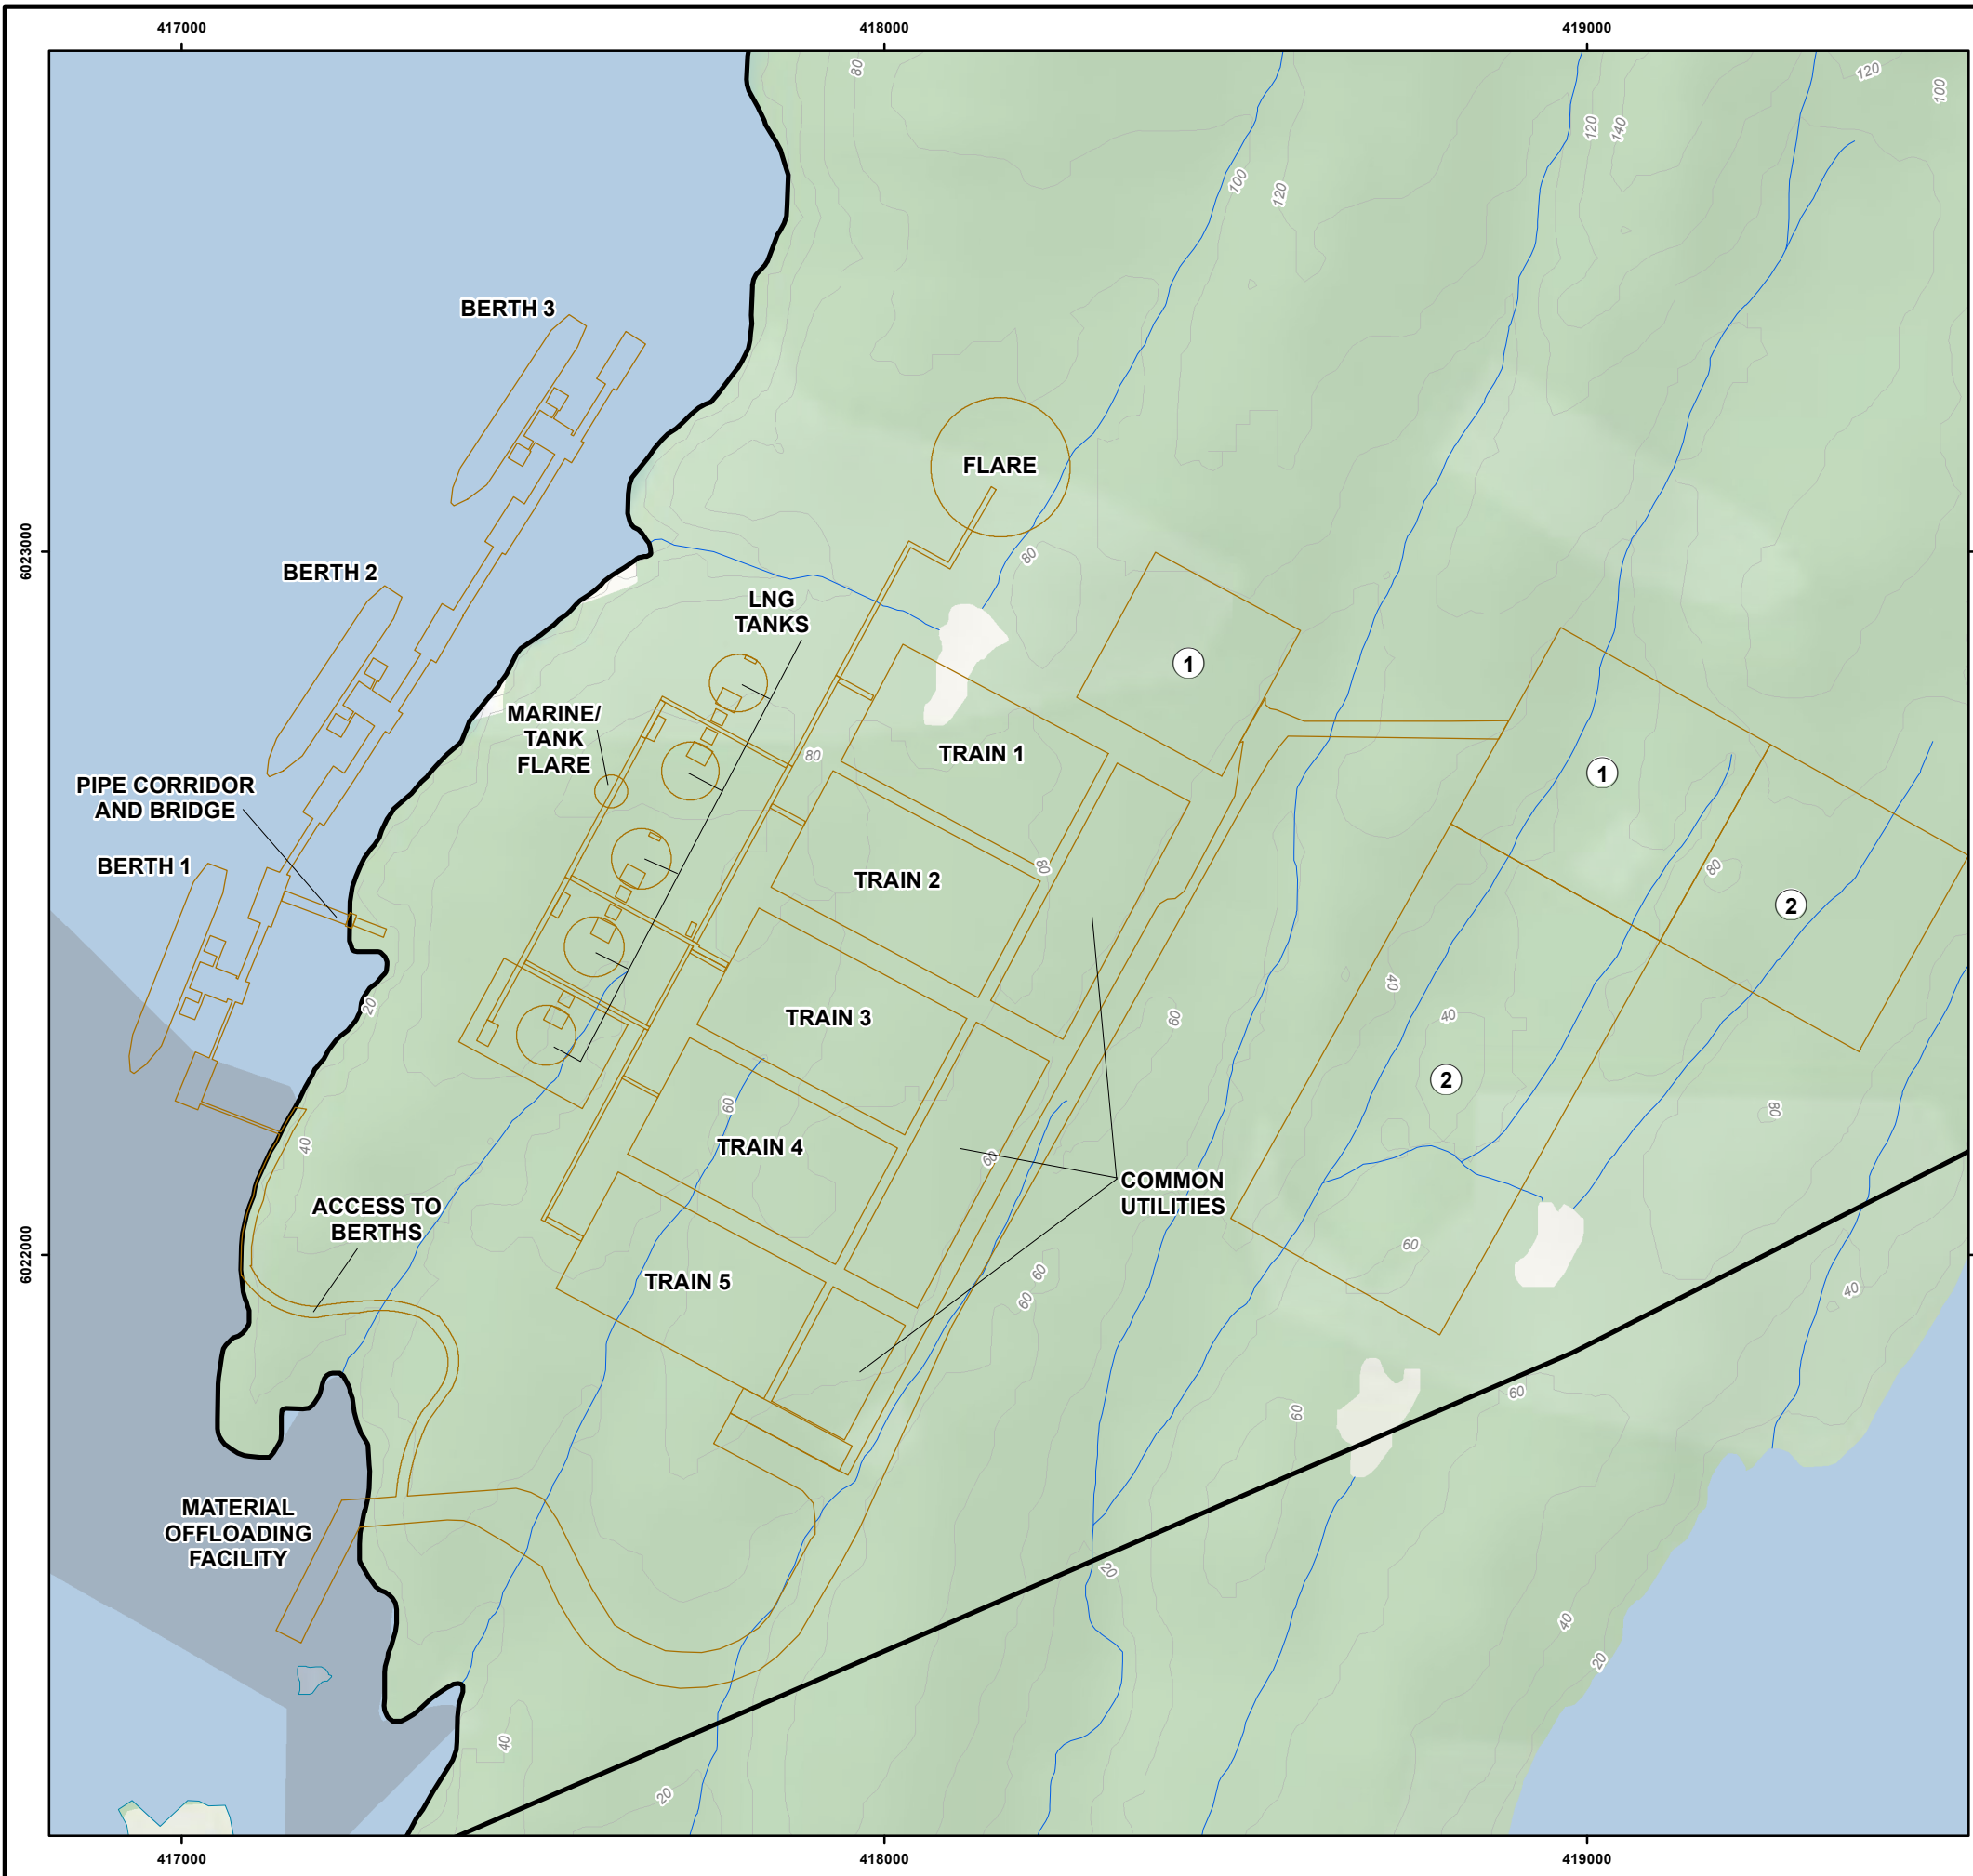 417000
418000
419000
80
120
100
120
140
100
120
BERTH 3
FLARE
6023000
80
BERTH 2
LNG
TANKS
1
MARINE/
TANK
FLARE
80
TRAIN 1
1
PIPE CORRIDOR
AND BRIDGE
BERTH 1
80
80
TRAIN 2
2
40
20
TRAIN 3
60
40
2
60
80
40
TRAIN 4
60
COMMON
UTILITIES
ACCESS TO
BERTHS
6022000
60
60
60
TRAIN 5
40
60
60
MATERIAL
OFFLOADING
FACILITY
20
40
20
40
20
417000
418000
419000